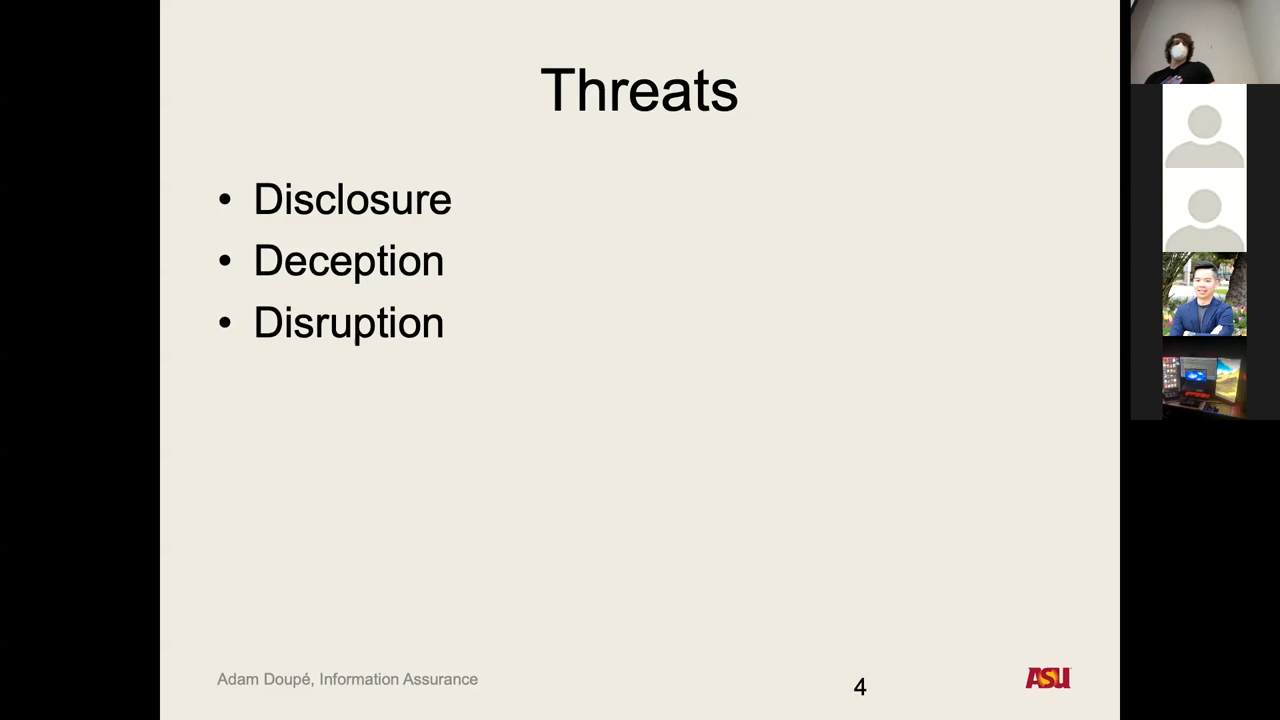 Threats
• Disclosure
• Deception
• Disruption
Adam Doupé, Information Assurance
4
ASU